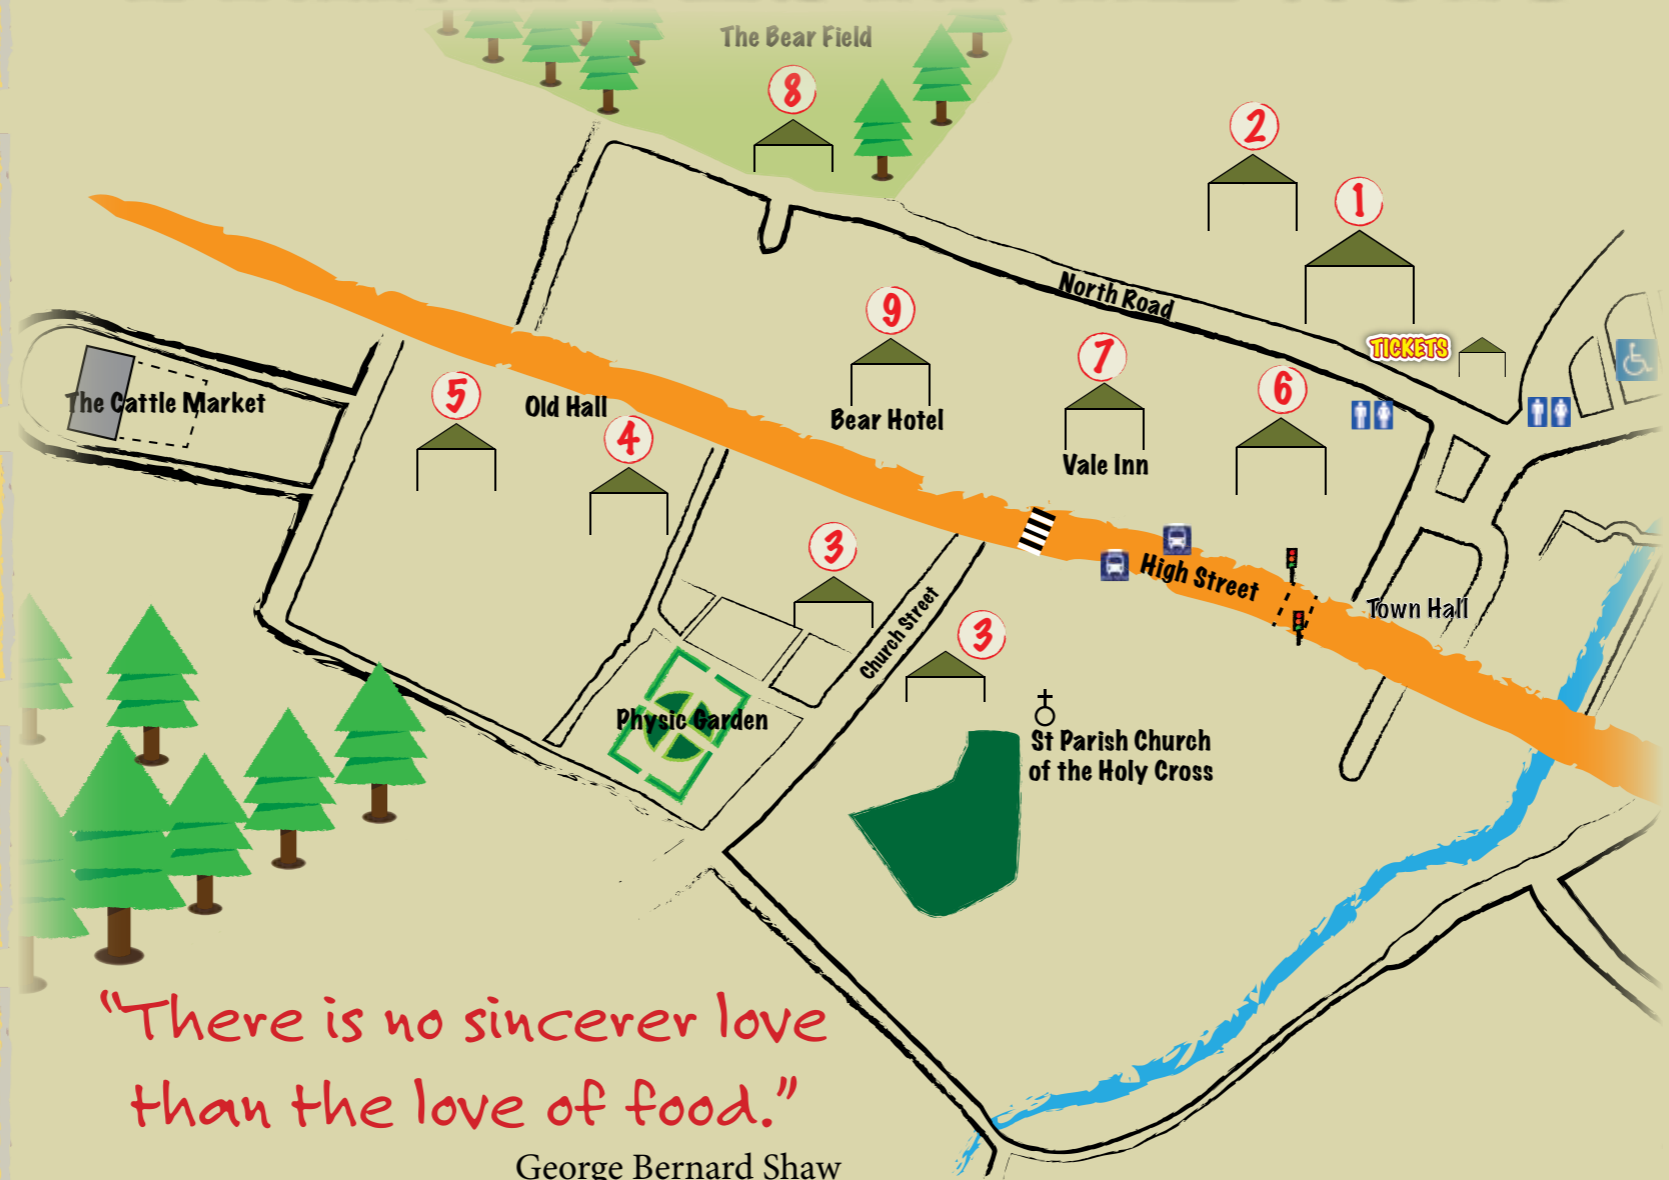 The Bear Field
8
2
1
North Road
TICKETS
9
7
6
5
The Cattle Market
Old Hall
4
Bear Hotel
Vale Inn
3
High Street
Town Hall
Church Street
3
Physic Garden
St Parish Church
of the Holy Cross
“There is no sincerer love
than the love of food.”
George Bernard Shaw